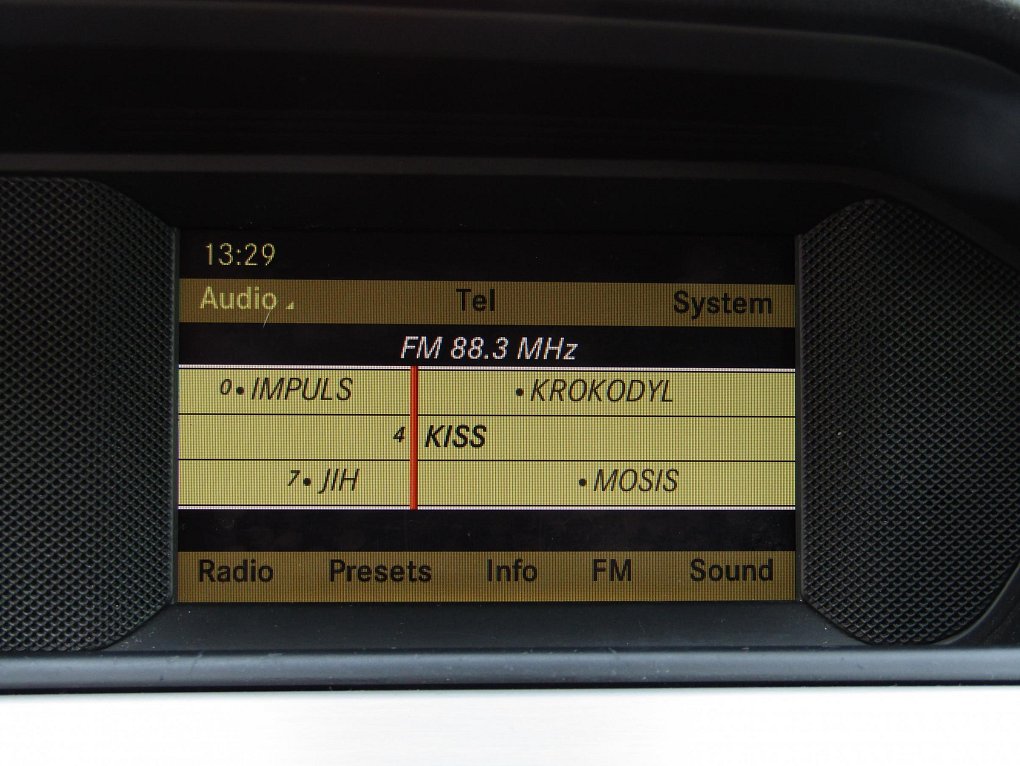 13:29
Audio Tel System
FM 88.3 MHz
0• IMPULS •KROKODYL
4 KISS
7• JIH •MOSIS
Radio Presets Info FM Sound